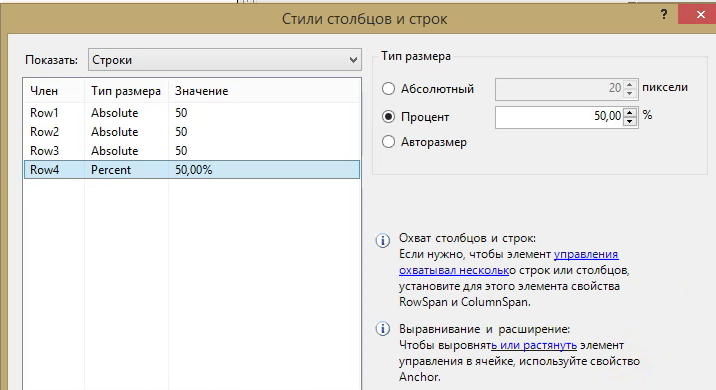 Стили столбцов и строк
?
Показать: Строки
Член Тип размера Значение
Row1 Absolute 50
Row2 Absolute 50
Row3 Absolute 50
Row4 Percent 50,00%
Тип размера
Абсолютный 20 пиксели
Процент 50,00 %
Авторазмер
Охват столбцов и строк:
Если нужно, чтобы элемент управления
охватывал несколько строк или столбцов,
установите для этого элемента свойства
RowSpan и ColumnSpan.
Выравнивание и расширение:
Чтобы выровнять или растянуть элемент
управления в ячейке, используйте свойство
Anchor.